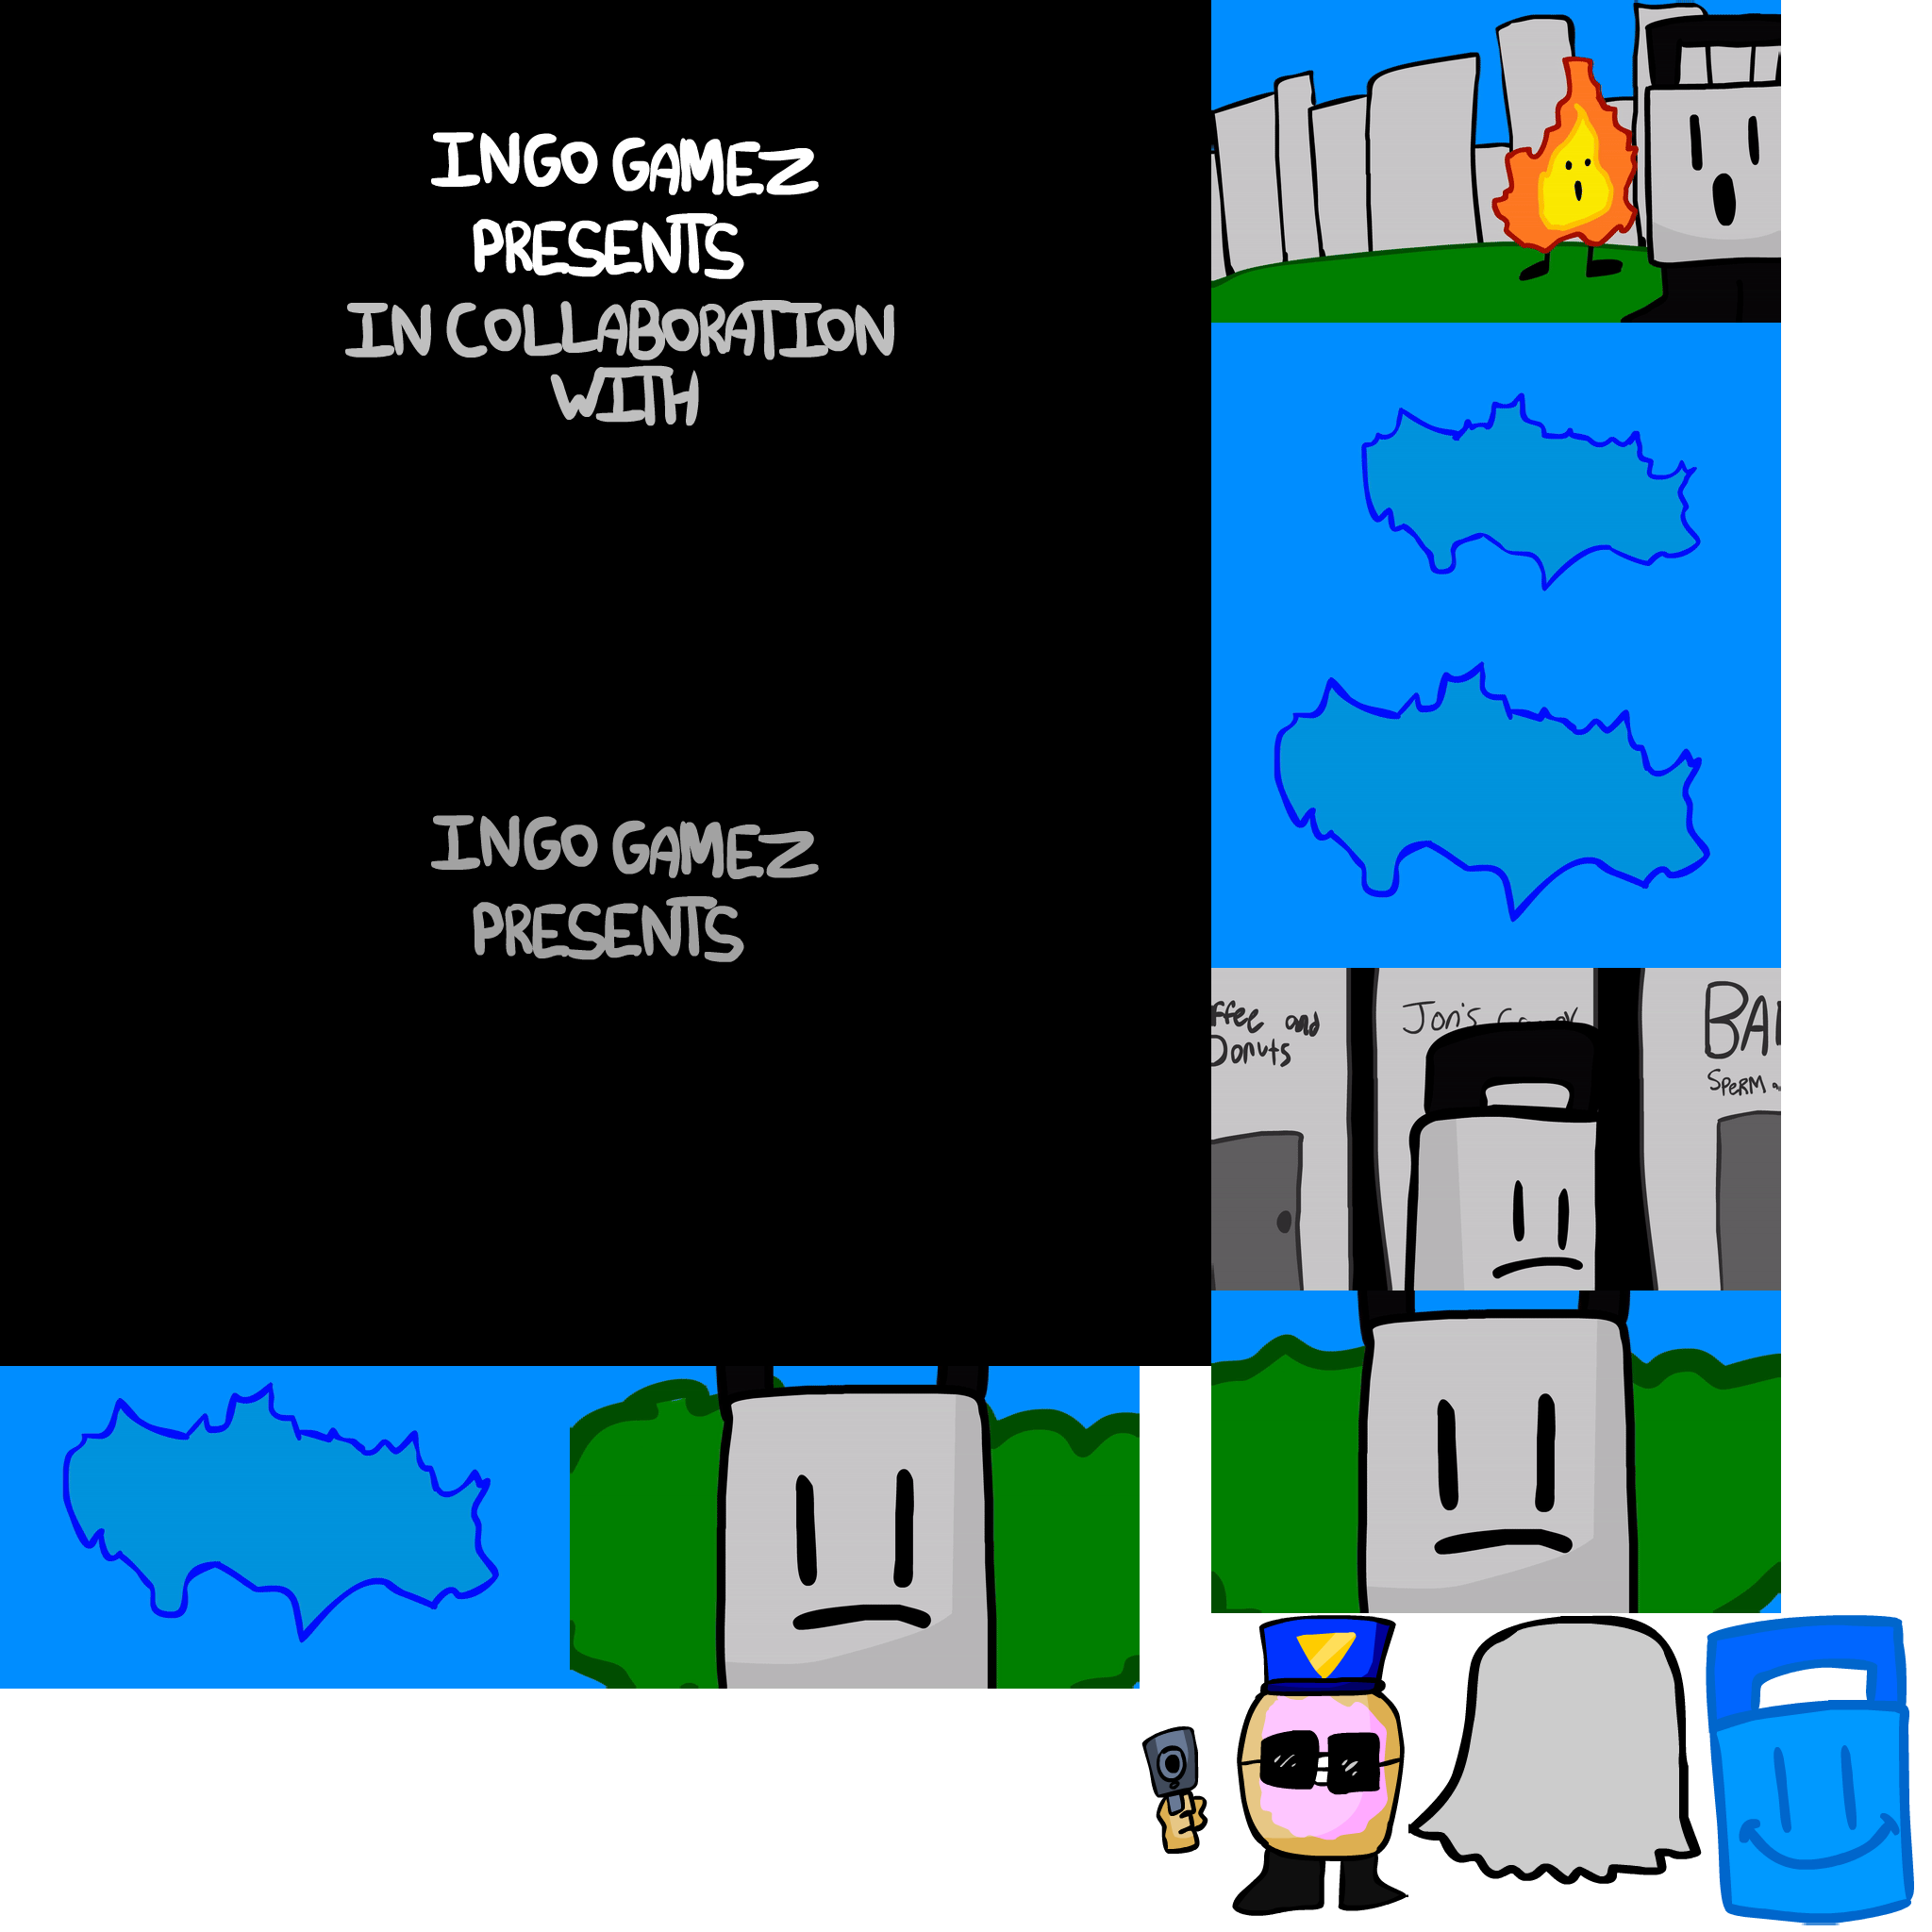 INGO GAMEZ
PRESENTS
IN COLLABORATION
WITH
INGO GAMEZ
PRESENTS
ffee and
Donuts
Jon's
BA
SPERM